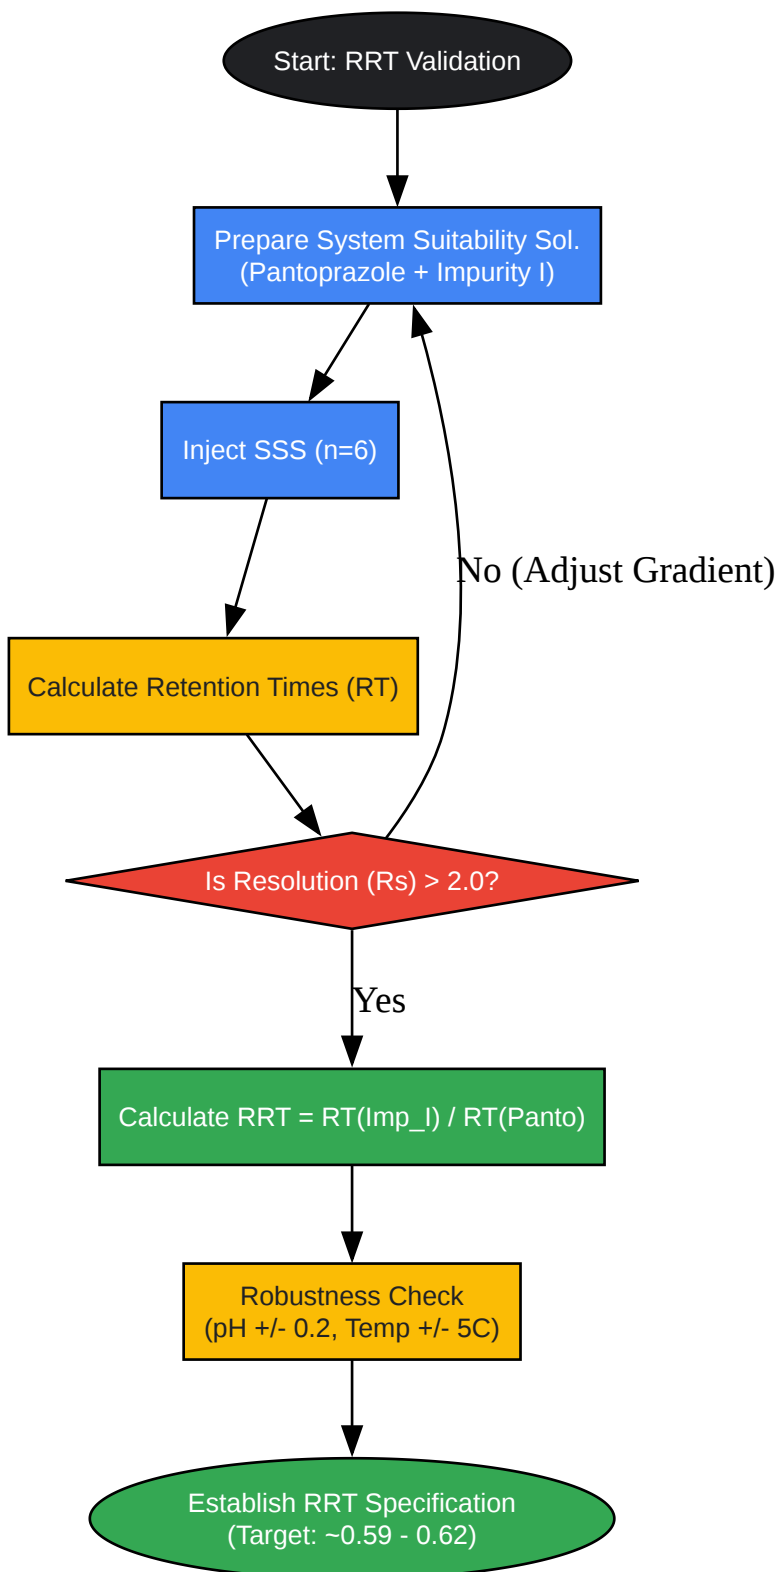 Start: RRT Validation
Prepare System Suitability Sol.
(Pantoprazole + Impurity I)
Inject SSS (n=6)
No (Adjust Gradient)
Calculate Retention Times (RT)
Is Resolution (Rs) > 2.0?
Yes
Calculate RRT = RT(Imp_I) / RT(Panto)
Robustness Check
(pH +/- 0.2, Temp +/- 5C)
Establish RRT Specification
(Target: ~0.59 - 0.62)